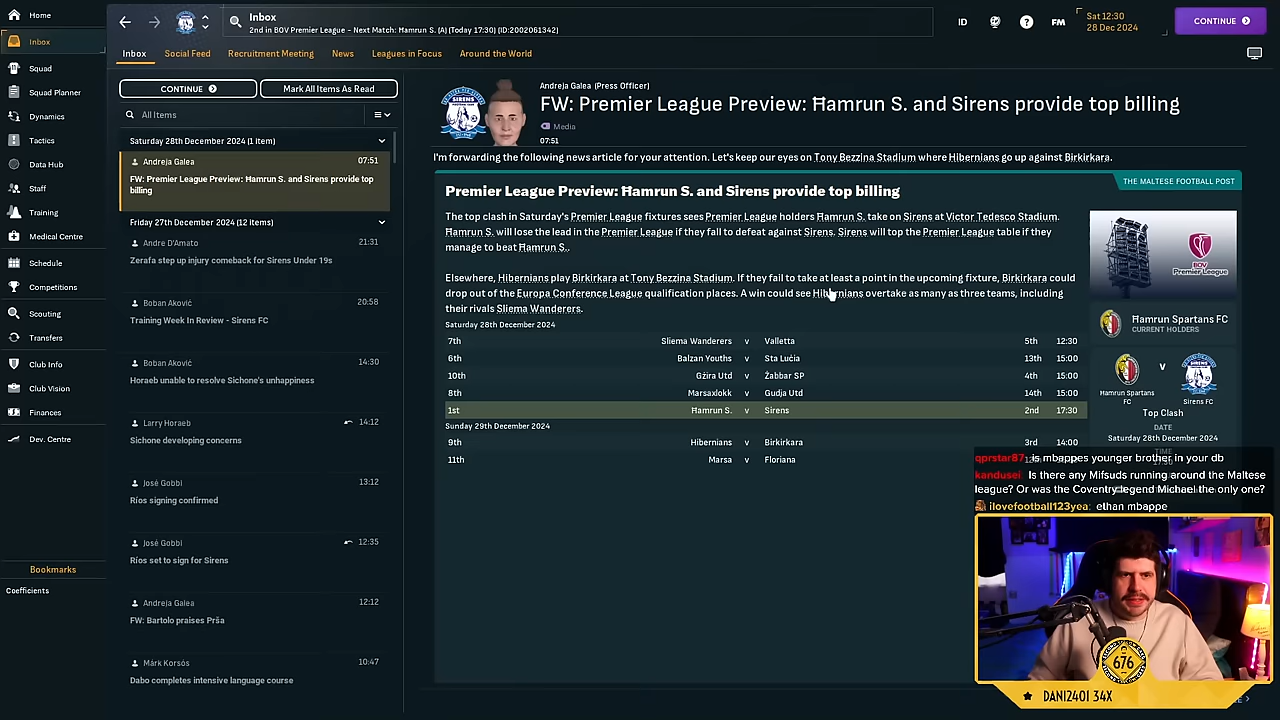 Home
Inbox
Squad
Squad Planner
Dynamics
Tactics
Data Hub
Staff
Training
Medical Centre
Schedule
Competitions
Scouting
Transfers
Club Info
Club Vision
Finances
Dev. Centre
Bookmarks
Coefficients
Inbox
2nd in BOV Premier League - Next Match: Hamrun S. (A) (Today 17:30) (ID:2002061342)
ID
FM
Sat 12:30
28 Dec 2024
CONTINUE
Inbox
Social Feed
Recruitment Meeting
News
Leagues in Focus
Around the World
CONTINUE
Mark All Items As Read
All Items
Saturday 28th December 2024 (1 item)
Andreja Galea 07:51
FW: Premier League Preview: Ħamrun S. and Sirens provide top
billing
Friday 27th December 2024 (12 items)
Andre D'Amato 21:31
Zerafa step up injury comeback for Sirens Under 19s
Boban Aković 20:58
Training Week In Review - Sirens FC
Boban Aković 14:30
Horaeb unable to resolve Sichone's unhappiness
Larry Horaeb 14:12
Sichone developing concerns
José Gobbi 13:12
Ríos signing confirmed
José Gobbi 12:35
Ríos set to sign for Sirens
Andreja Galea 12:12
FW: Bartolo praises Prša
Márk Korsós 10:47
Dabo completes intensive language course
SIRENS
Andreja Galea (Press Officer)
FW: Premier League Preview: Ħamrun S. and Sirens provide top billing
Media
07:51
I'm forwarding the following news article for your attention. Let's keep our eyes on Tony Bezzina Stadium where Hibernians go up against Birkirkara.
THE MALTESE FOOTBALL POST
Premier League Preview: Ħamrun S. and Sirens provide top billing
The top clash in Saturday's Premier League fixtures sees Premier League holders Ħamrun S. take on Sirens at Victor Tedesco Stadium.
Ħamrun S. will lose the lead in the Premier League if they fall to defeat against Sirens. Sirens will top the Premier League table if they
manage to beat Ħamrun S..
Elsewhere, Hibernians play Birkirkara at Tony Bezzina Stadium. If they fail to take at least a point in the upcoming fixture, Birkirkara could
drop out of the Europa Conference League qualification places. A win could see Hibernians overtake as many as three teams, including
their rivals Sliema Wanderers.
Saturday 28th December 2024
7th Sliema Wanderers v Valletta 5th 12:30
6th Balzan Youths v Sta Lucia 13th 15:00
10th Gżira Utd v Żabbar SP 4th 15:00
8th Marsaxlokk v Gudja Utd 14th 15:00
1st Ħamrun S. v Sirens 2nd 17:30
Sunday 29th December 2024
9th Hibernians v Birkirkara 3rd 14:00
11th Marsa v Floriana
BOV
Premier League
Ħamrun Spartans FC
CURRENT HOLDERS
V
Ħamrun Spartans
FC
Sirens FC
Top Clash
DATE
Saturday 28th December 2024
qprstar87: is mbappes younger brother in your db
kandusei: Is there any Mifsuds running around the Maltese
league? Or was the Coventry legend Michael the only one?
ilovefootball123yea: ethan mbappe
676
DANI2401 34X